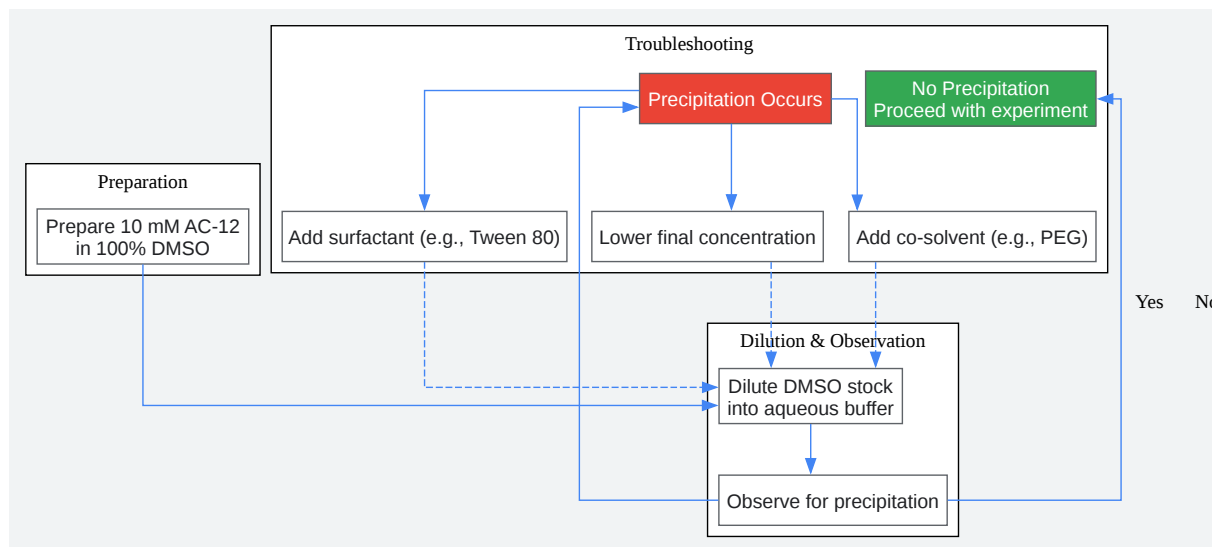 Troubleshooting
Precipitation Occurs
No Precipitation
Proceed with experiment
Preparation
Prepare 10 mM AC-12
in 100% DMSO
Add surfactant (e.g., Tween 80)
Lower final concentration
Add co-solvent (e.g., PEG)
Yes
Dilution & Observation
Dilute DMSO stock
into aqueous buffer
Observe for precipitation